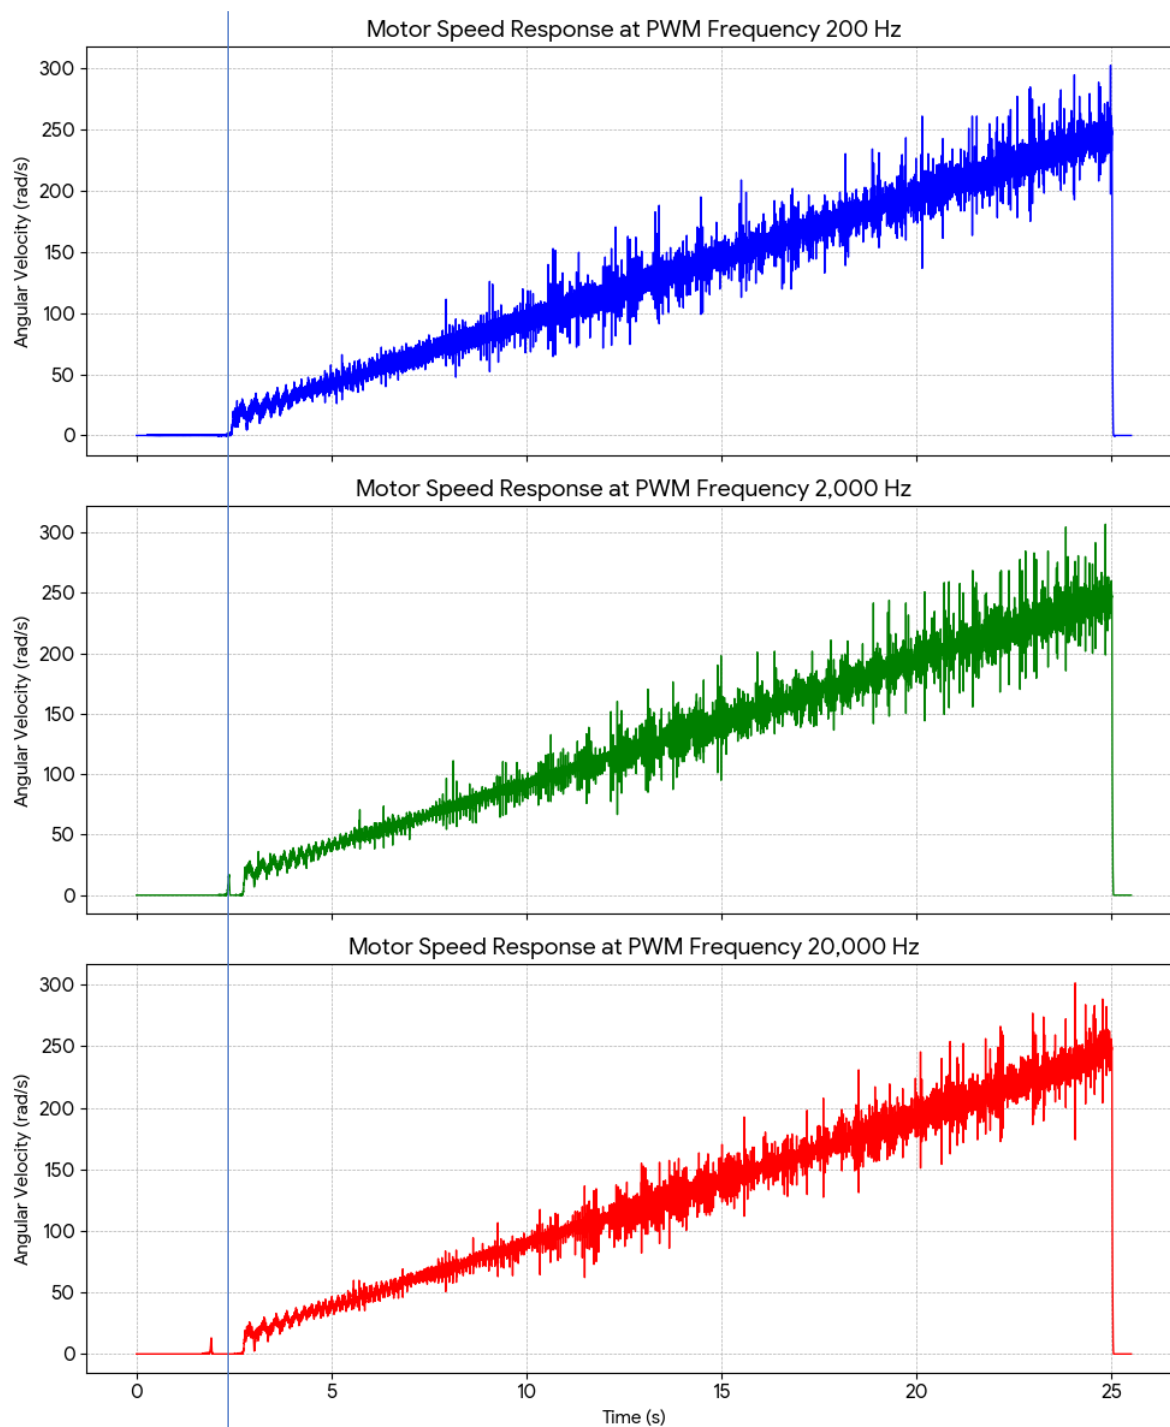 Motor Speed Response at PWM Frequency 200 Hz
300
250
200
150
100
50
0
Angular Velocity (rad/s)
Motor Speed Response at PWM Frequency 2,000 Hz
300
250
200
150
100
50
0
Angular Velocity (rad/s)
Motor Speed Response at PWM Frequency 20,000 Hz
300
250
200
150
100
50
0
Angular Velocity (rad/s)
0 5 10 15 20 25
Time (s)